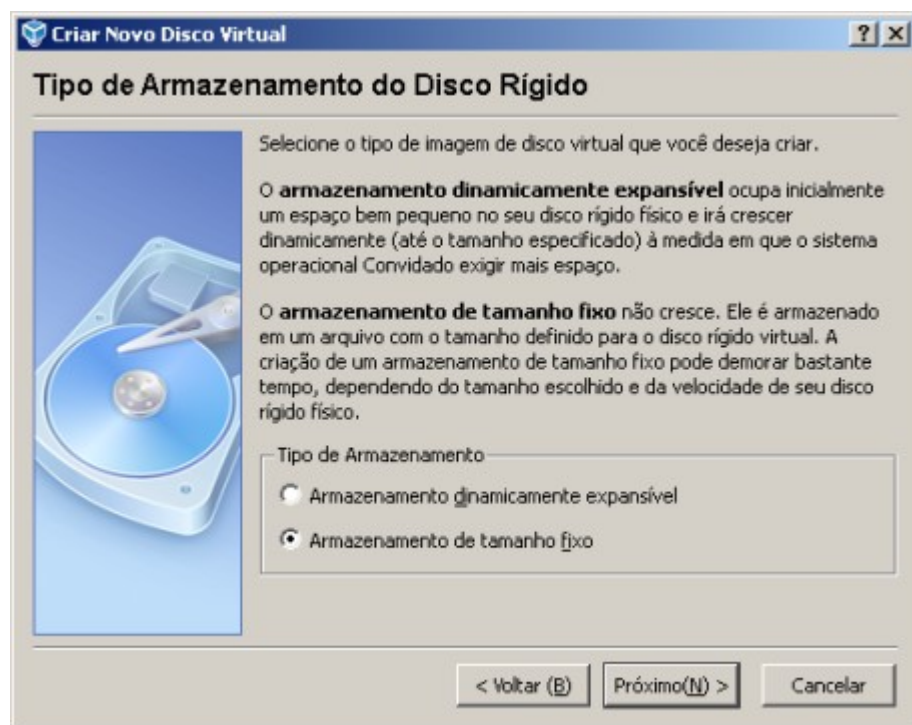 Criar Novo Disco Virtual
Tipo de Armazenamento do Disco Rígido
Selecione o tipo de imagem de disco virtual que você deseja criar.
O armazenamento dinamicamente expansível ocupa inicialmente
um espaço bem pequeno no seu disco rígido físico e irá crescer
dinamicamente (até o tamanho especificado) à medida em que o sistema
operacional Convidado exigir mais espaço.
O armazenamento de tamanho fixo não cresce. Ele é armazenado
em um arquivo com o tamanho definido para o disco rígido virtual. A
criação de um armazenamento de tamanho fixo pode demorar bastante
tempo, dependendo do tamanho escolhido e da velocidade de seu disco
rígido físico.
Tipo de Armazenamento
Armazenamento dinamicamente expansível
Armazenamento de tamanho fixo
< Voltar (B)
Próximo(N) >
Cancelar